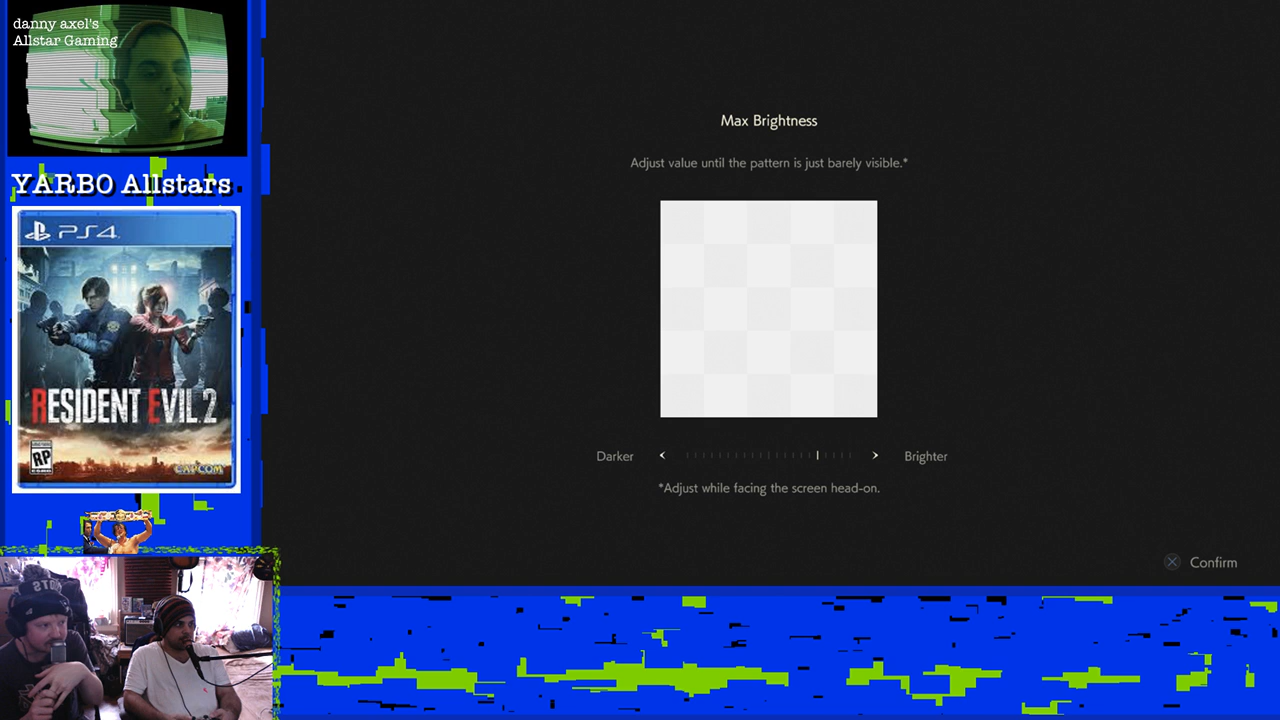 danny axel's
Allstar Gaming
YARBO Allstars
PS4
RESIDENT EVIL 2
RP
CAPCOM
Max Brightness
Adjust value until the pattern is just barely visible.*
Darker
Brighter
*Adjust while facing the screen head-on.
Confirm